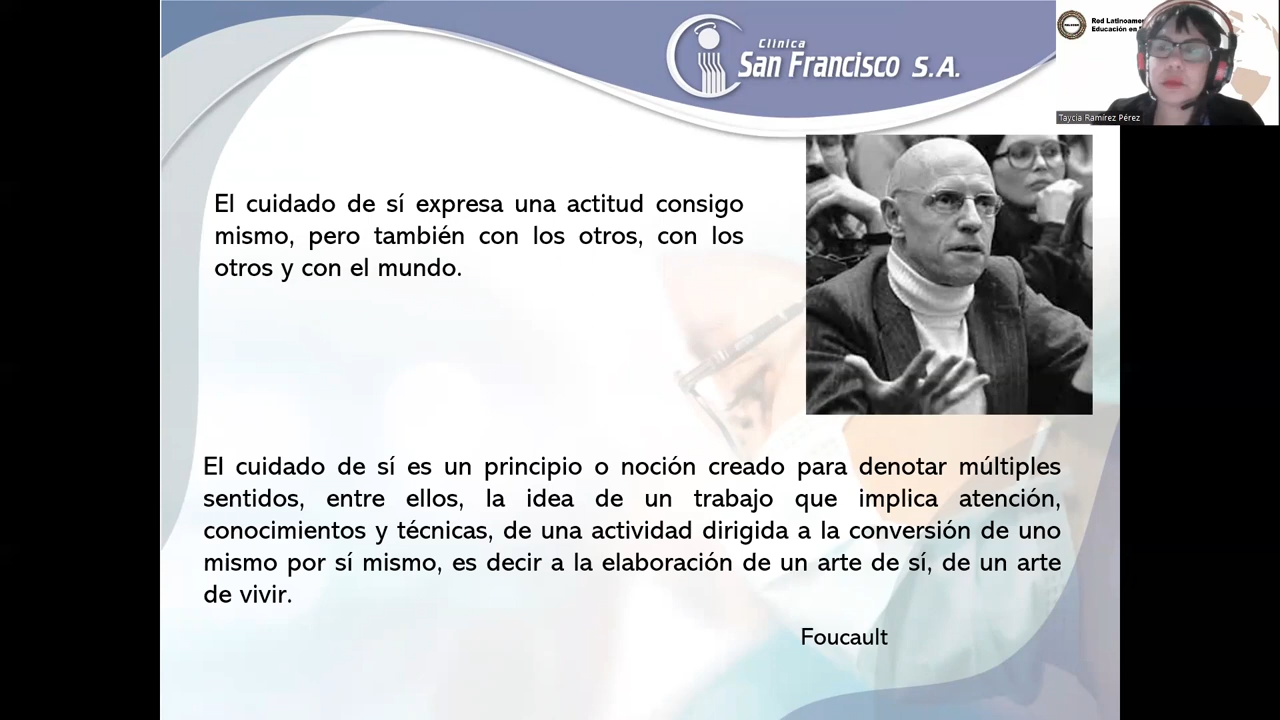 Clínica
San Francisco S.A.
Red Latinoamer
Educación en
Taycia Ramírez Pérez
El cuidado de sí expresa una actitud consigo
mismo, pero también con los otros, con los
otros y con el mundo.
El cuidado de sí es un principio o noción creado para denotar múltiples
sentidos, entre ellos, la idea de un trabajo que implica atención,
conocimientos y técnicas, de una actividad dirigida a la conversión de uno
mismo por sí mismo, es decir a la elaboración de un arte de sí, de un arte
de vivir.
Foucault